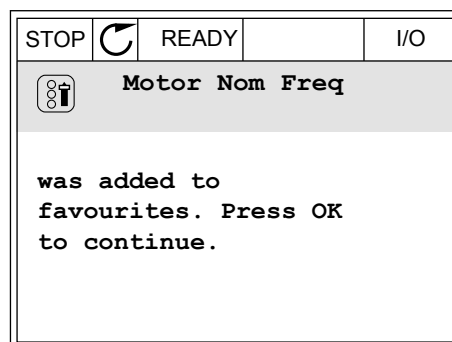 STOP READY I/O
Motor Nom Freq
was added to
favourites. Press OK
to continue.